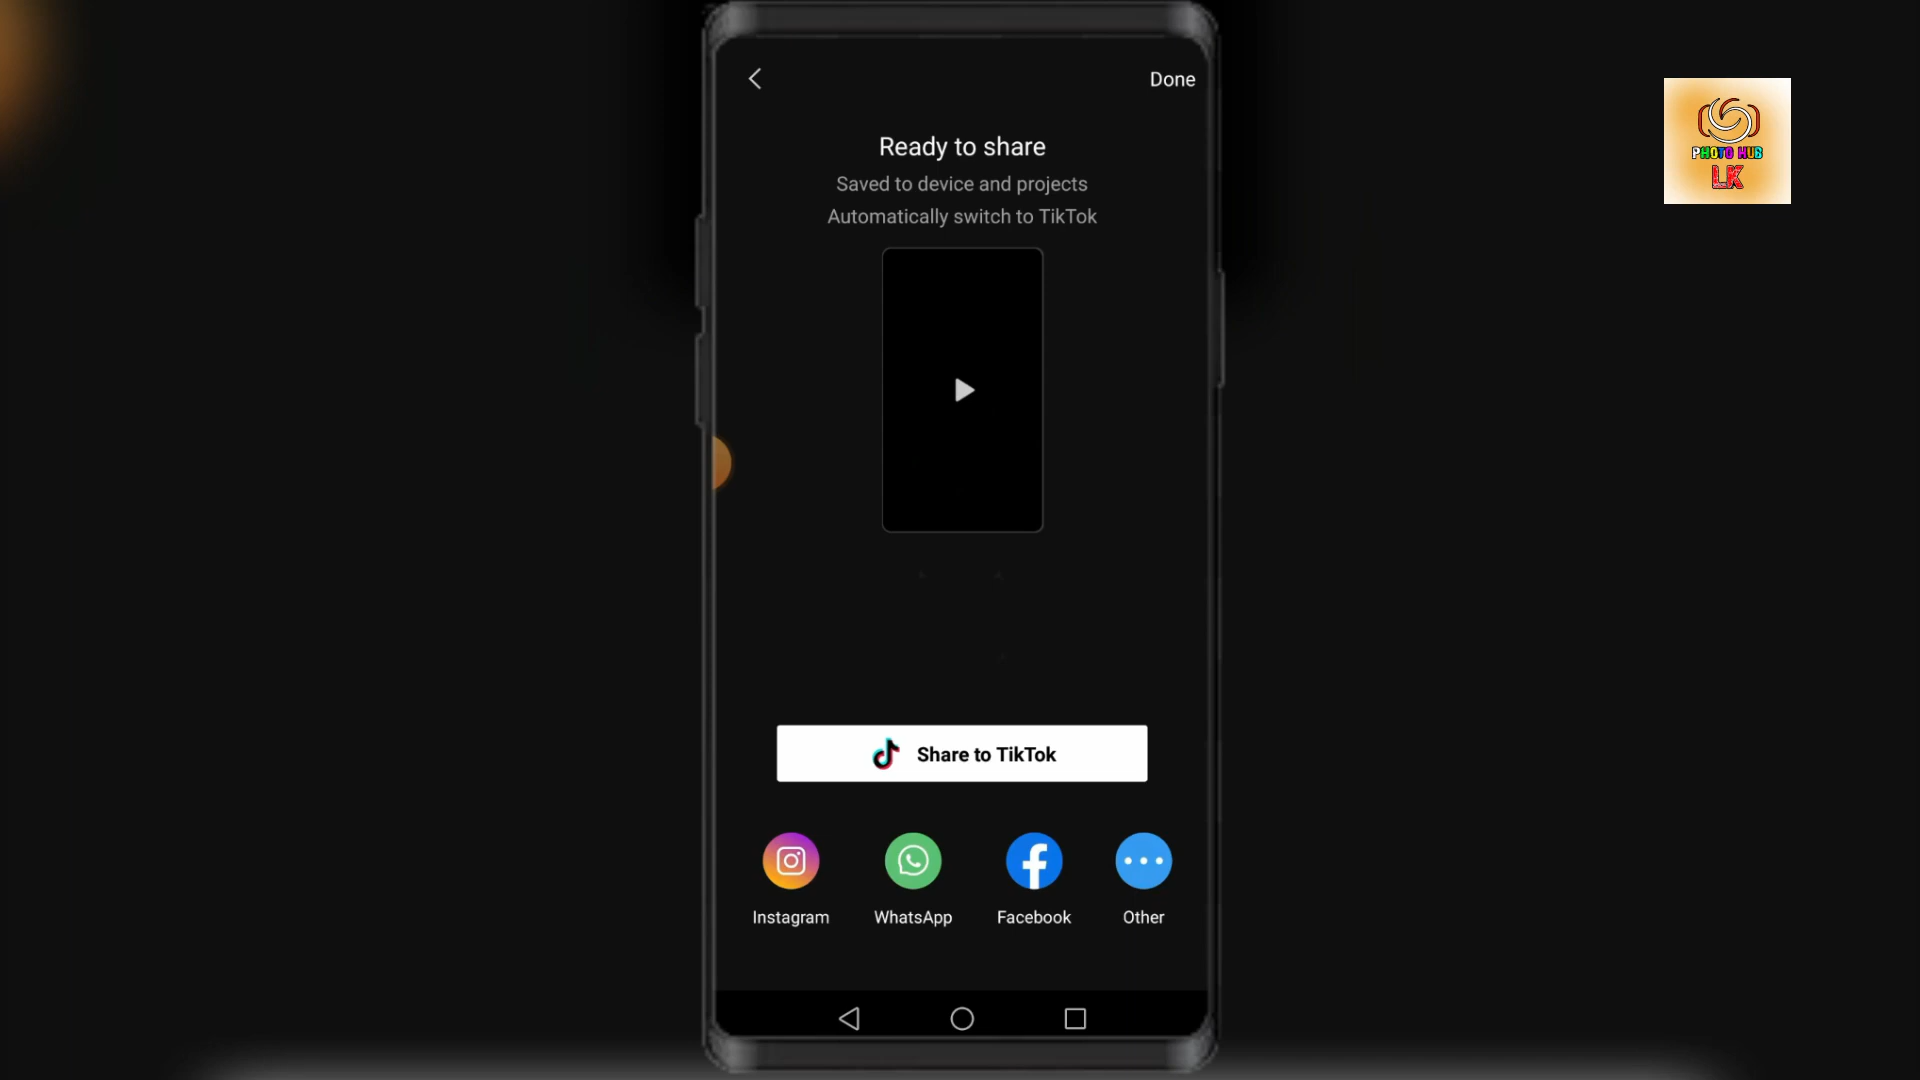 Done
PHOTO HUB
LK
Ready to share
Saved to device and projects
Automatically switch to TikTok
Share to TikTok
Instagram
WhatsApp
Facebook
Other